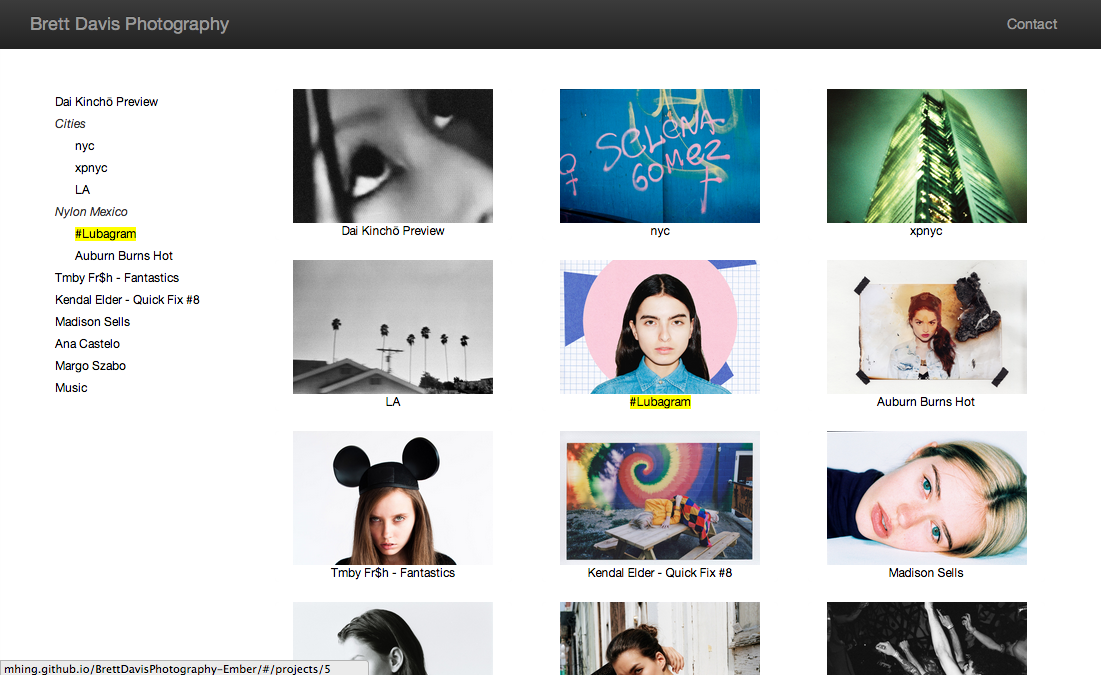 Brett Davis Photography
Contact
Dai Kinchö Preview
Cities
nyc
xpnyc
LA
Nylon Mexico
#Lubagram
Auburn Burns Hot
Tmby Fr$h - Fantastics
Kendal Elder - Quick Fix #8
Madison Sells
Ana Castelo
Margo Szabo
Music
SELENA
GOMEZ
Dai Kinchö Preview
nyc
xpnyc
LA
#Lubagram
Auburn Burns Hot
Tmby Fr$h - Fantastics
Kendal Elder - Quick Fix #8
Madison Sells
mhing.github.io/BrettDavisPhotography-Ember/#/projects/5